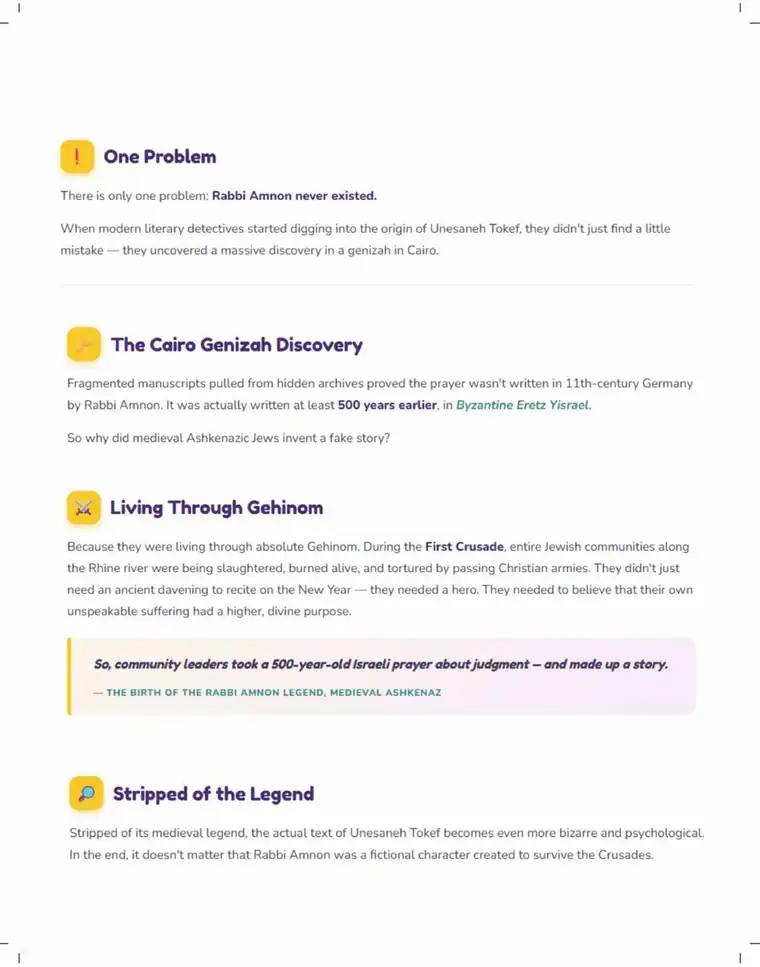 One Problem
There is only one problem: Rabbi Amnon never existed.
When modern literary detectives started digging into the origin of Unesaneh Tokef, they didn't just find a little
mistake — they uncovered a massive discovery in a genizah in Cairo.
The Cairo Genizah Discovery
Fragmented manuscripts pulled from hidden archives proved the prayer wasn't written in 11th-century Germany
by Rabbi Amnon. It was actually written at least 500 years earlier, in Byzantine Eretz Yisrael.
So why did medieval Ashkenazic Jews invent a fake story?
Living Through Gehinom
Because they were living through absolute Gehinom. During the First Crusade, entire Jewish communities along
the Rhine river were being slaughtered, burned alive, and tortured by passing Christian armies. They didn't just
need an ancient davening to recite on the New Year — they needed a hero. They needed to believe that their own
unspeakable suffering had a higher, divine purpose.
So, community leaders took a 500-year-old Israeli prayer about judgment — and made up a story.
— THE BIRTH OF THE RABBI AMNON LEGEND, MEDIEVAL ASHKENAZ
Stripped of the Legend
Stripped of its medieval legend, the actual text of Unesaneh Tokef becomes even more bizarre and psychological.
In the end, it doesn't matter that Rabbi Amnon was a fictional character created to survive the Crusades.